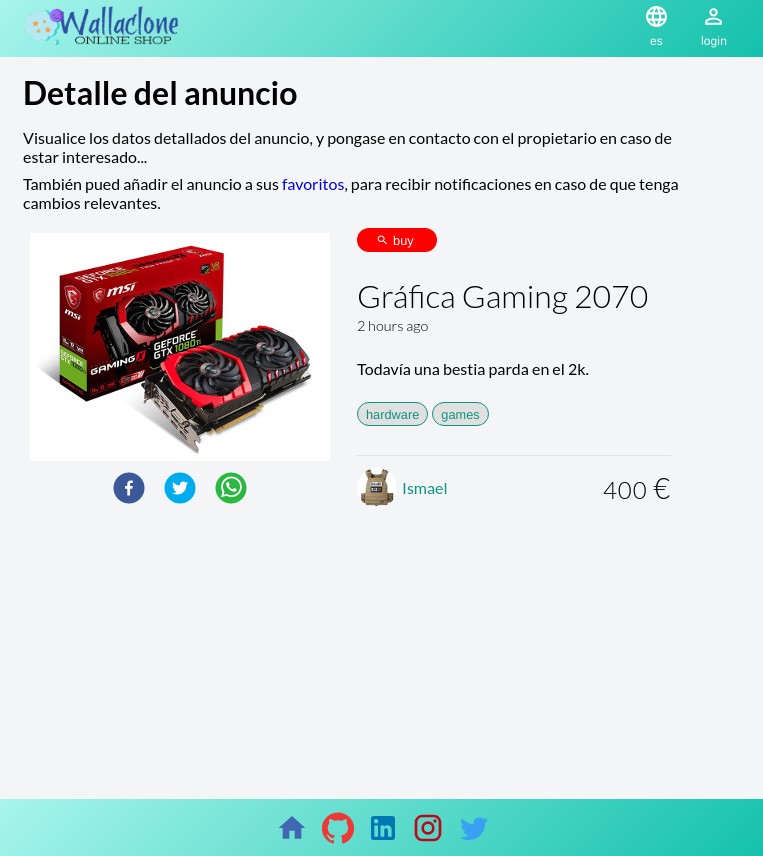 Wallaclone
ONLINE SHOP
es
login
Detalle del anuncio
Visualice los datos detallados del anuncio, y pongase en contacto con el propietario en caso de
estar interesado...
También pued añadir el anuncio a sus favoritos, para recibir notificaciones en caso de que tenga
cambios relevantes.
buy
GEFORCE
msi
msi
GAMING X
GEFORCE
GTX 1080Ti
Gráfica Gaming 2070
2 hours ago
Todavía una bestia parda en el 2k.
hardware games
Ismael
400 €